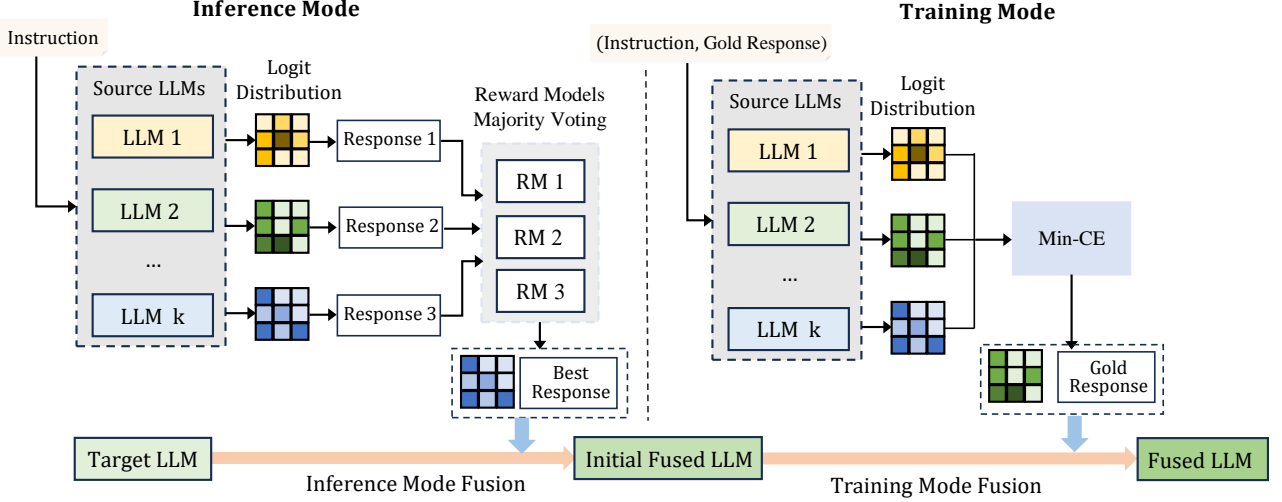 Inference Mode
Instruction
Source LLMs
LLM 1
LLM 2
...
LLM k
Logit
Distribution
Response 1
Response 2
Response 3
Reward Models
Majority Voting
RM 1
RM 2
RM 3
Best
Response
Training Mode
(Instruction, Gold Response)
Source LLMs
LLM 1
LLM 2
...
LLM k
Logit
Distribution
Min-CE
Gold
Response
Target LLM
Inference Mode Fusion
Initial Fused LLM
Training Mode Fusion
Fused LLM